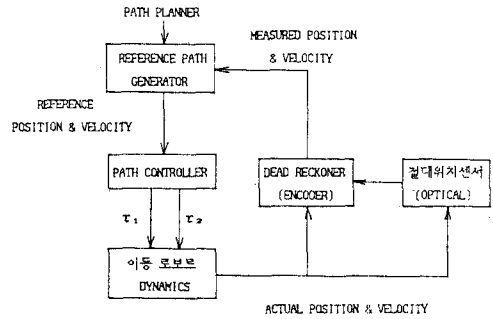 PATH PLANNER
MEASURED POSITION
& VELOCITY
REFERENCE PATH
GENERATOR
REFERENCE
POSITION & VELOCITY
PATH CONTROLLER
DEAD RECKONER
(ENCODER)
절대위치센서
(OPTICAL)
τ₁
τ₂
이동 로보트
DYNAMICS
ACTUAL POSITION & VELOCITY